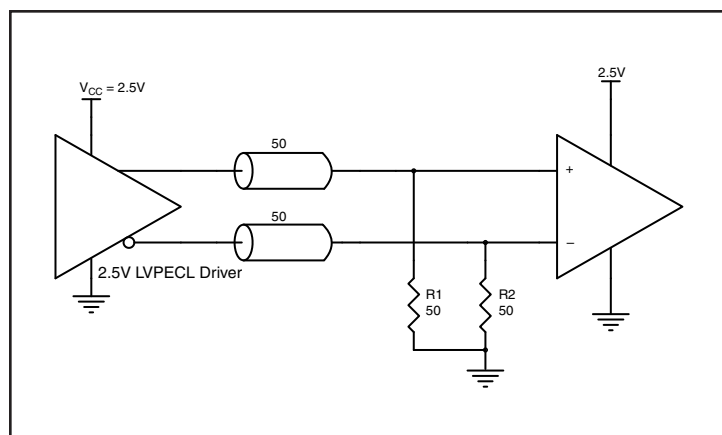 V_CC = 2.5V
2.5V
50
+
50
−
2.5V LVPECL Driver
R1
50
R2
50